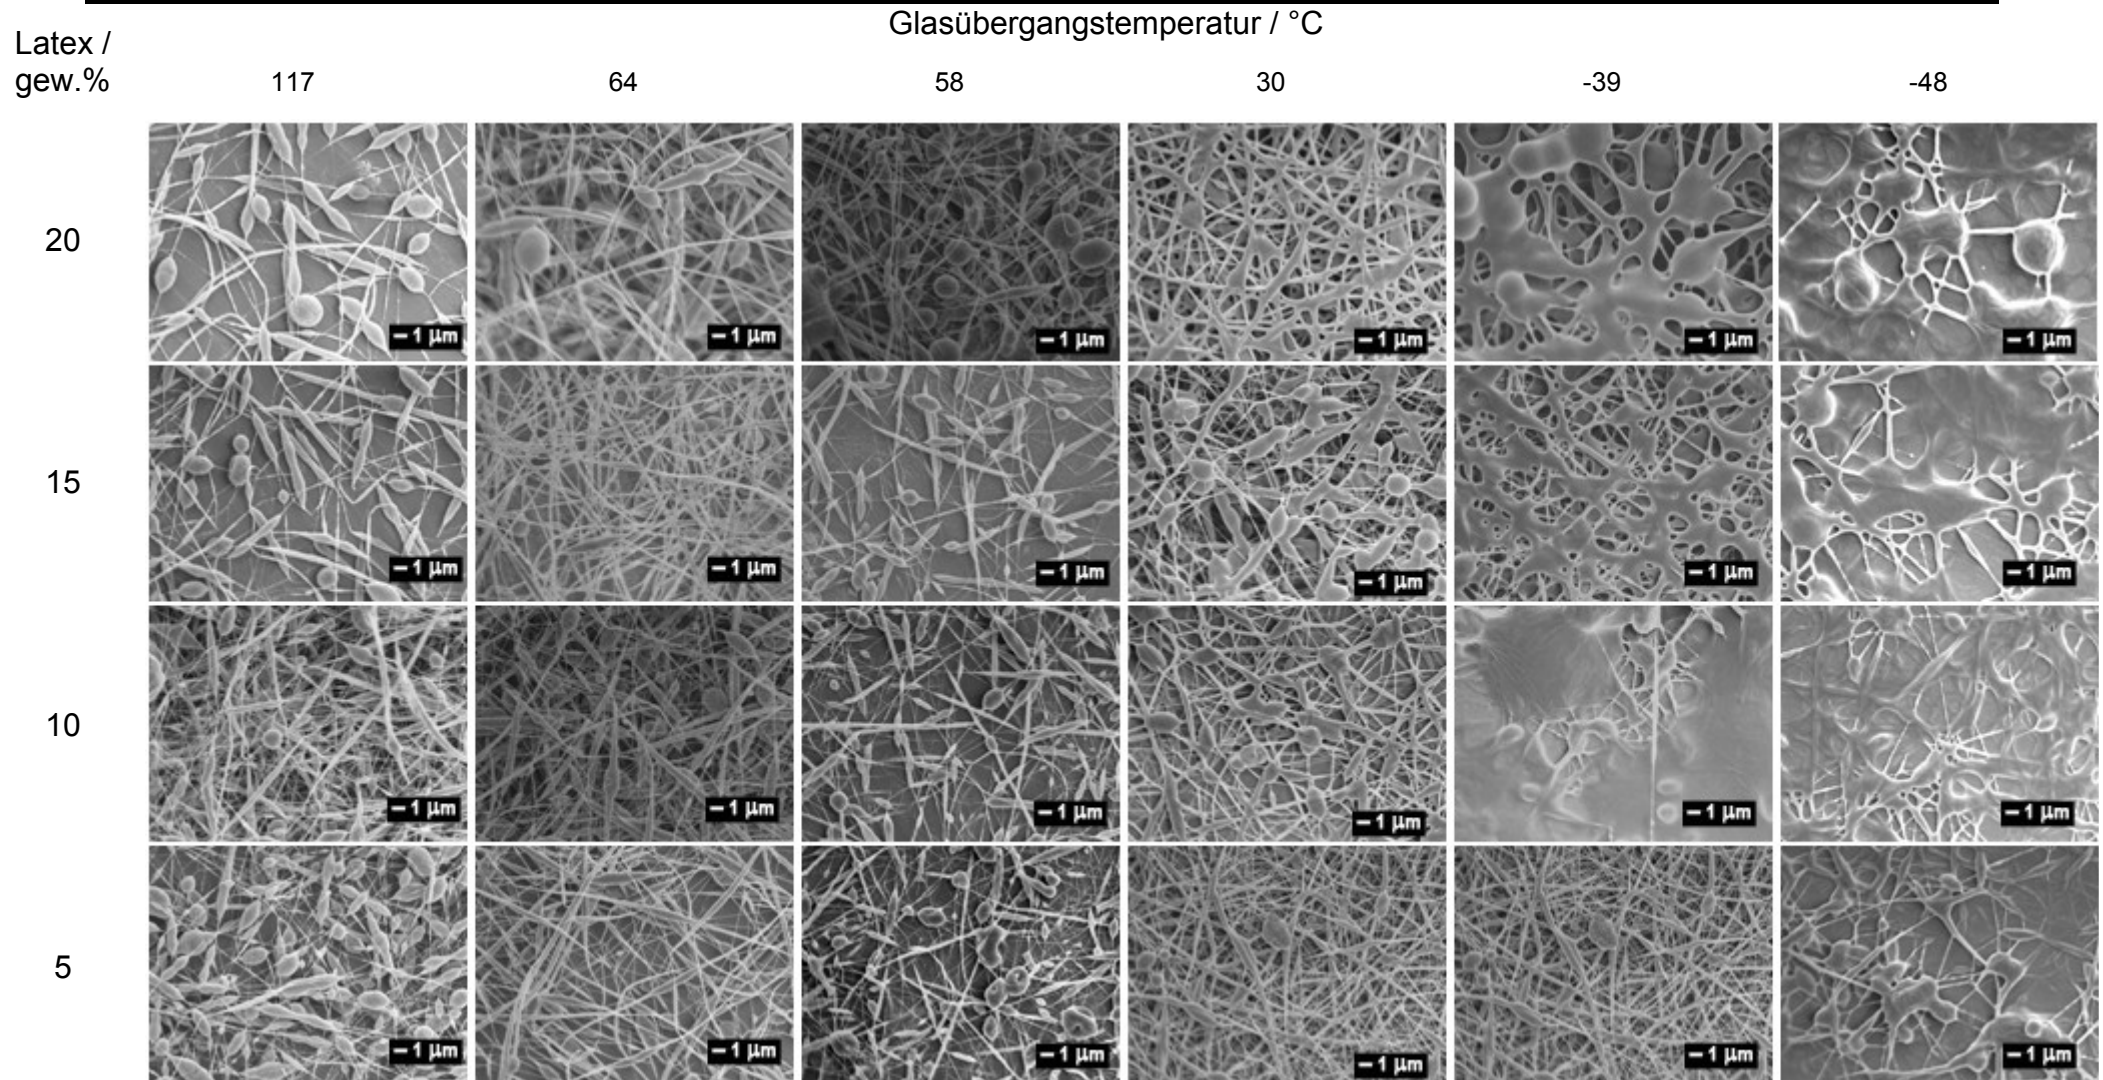 Glasübergangstemperatur / °C
Latex /
gew.%
117 64 58 30 -39 -48
20
1 µm 1 µm 1 µm 1 µm 1 µm 1 µm
15
1 µm 1 µm 1 µm 1 µm 1 µm 1 µm
10
1 µm 1 µm 1 µm 1 µm 1 µm 1 µm
5
1 µm 1 µm 1 µm 1 µm 1 µm 1 µm